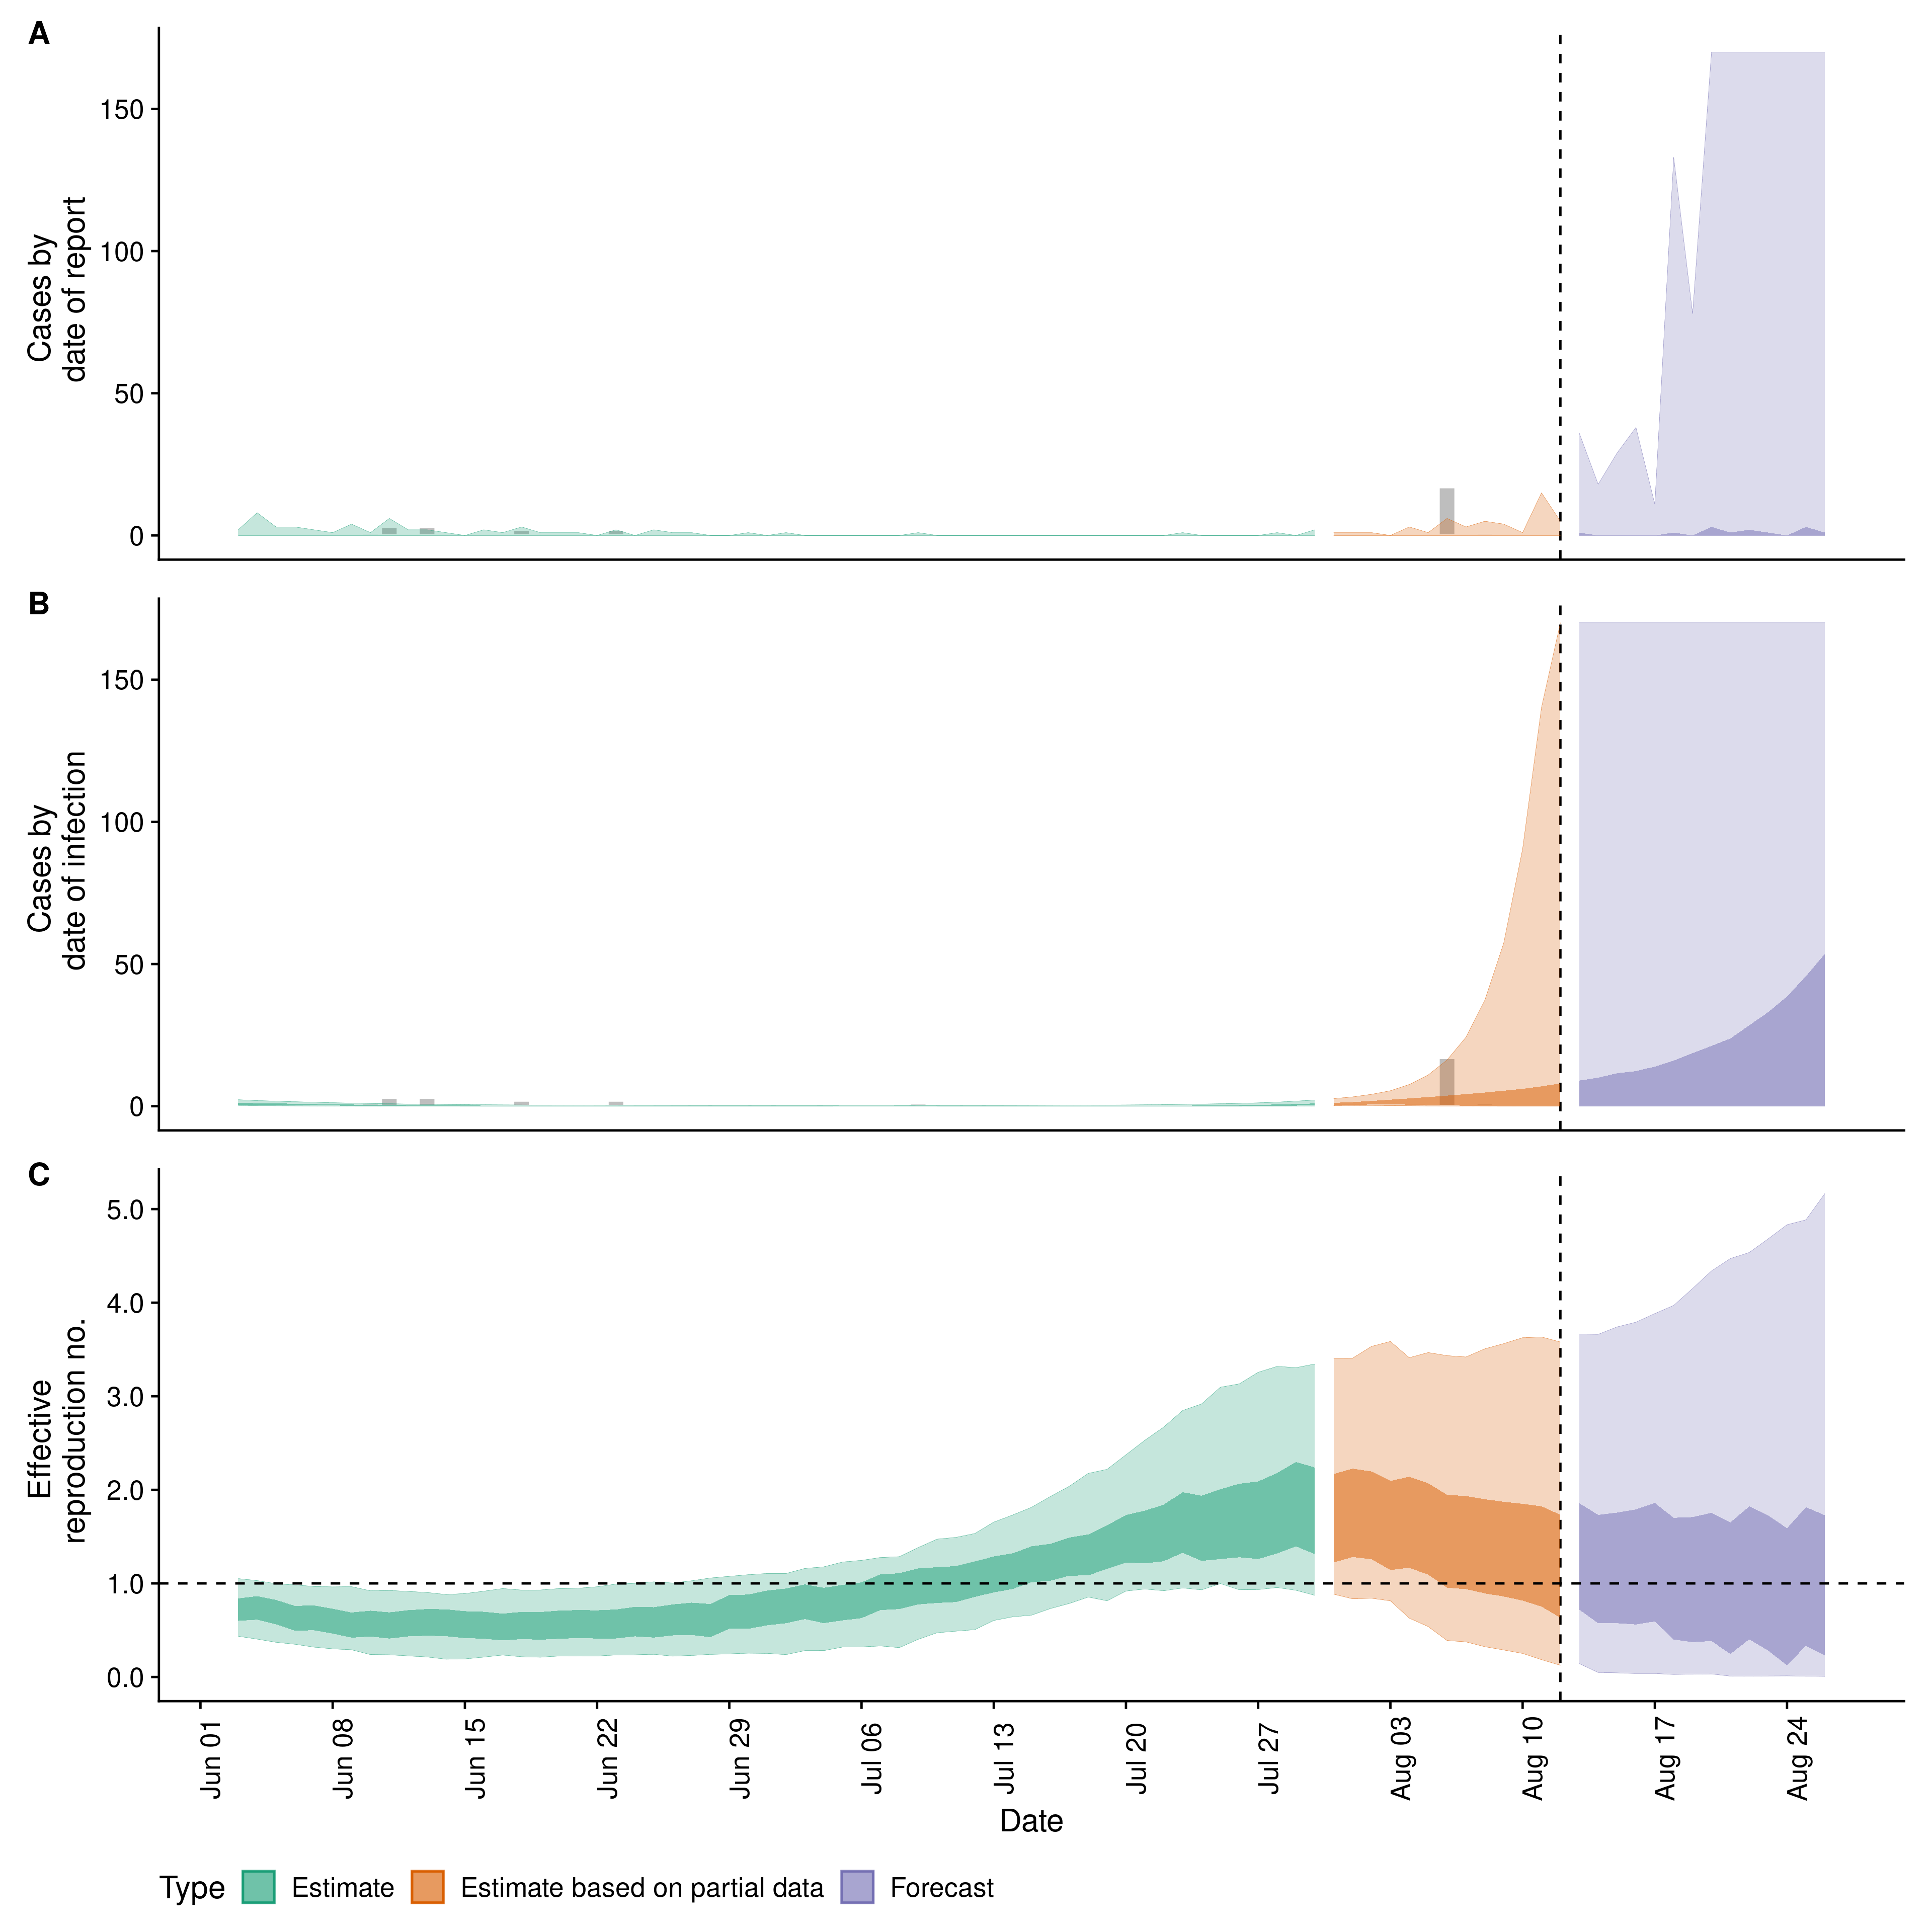 A
Cases by
date of report
150
100
50
0
B
Cases by
date of infection
150
100
50
0
C
Effective
reproduction no.
5.0
4.0
3.0
2.0
1.0
0.0
Jun 01
Jun 08
Jun 15
Jun 22
Jun 29
Jul 06
Jul 13
Jul 20
Jul 27
Aug 03
Aug 10
Aug 17
Aug 24
Date
Type Estimate Estimate based on partial data Forecast